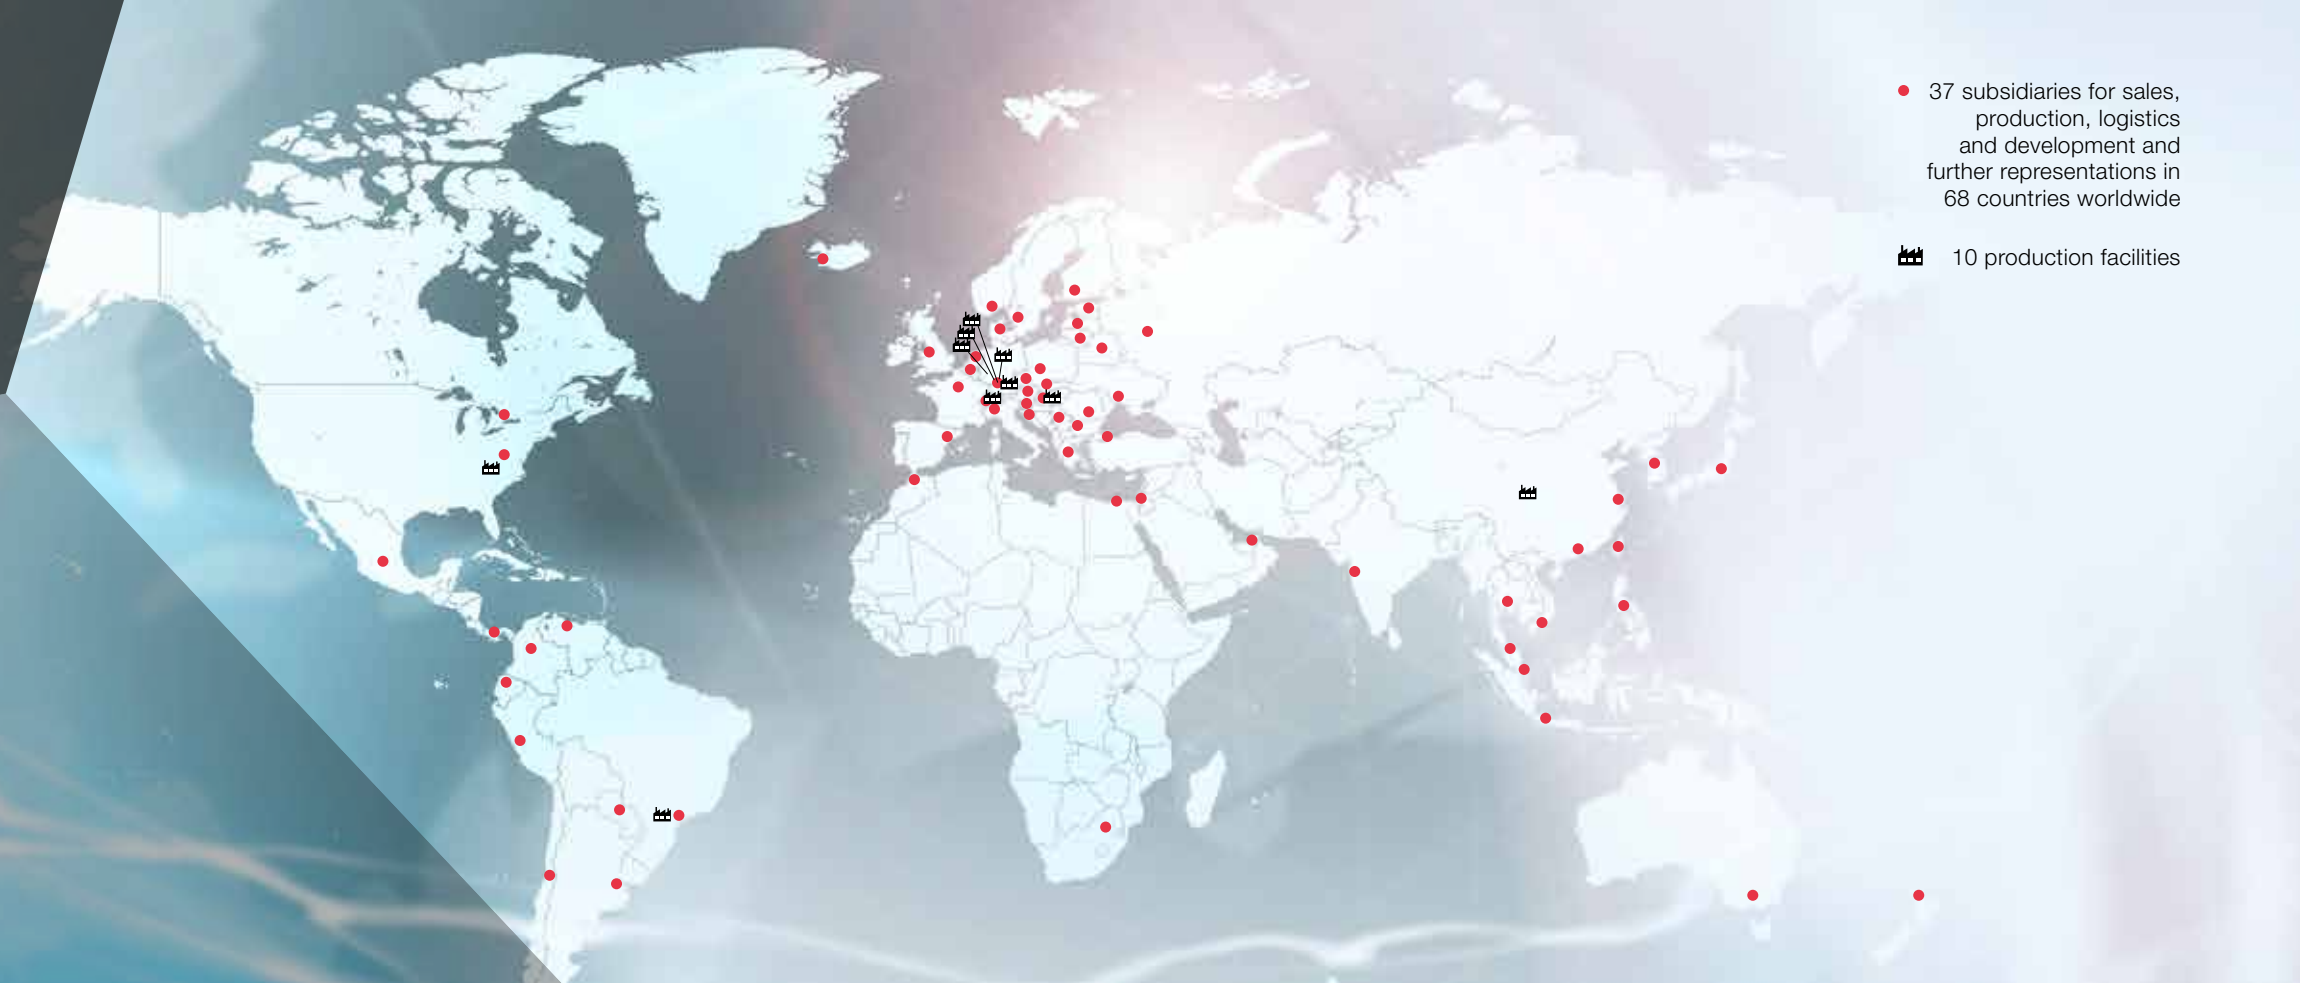 37 subsidiaries for sales,
production, logistics
and development and
further representations in
68 countries worldwide
10 production facilities